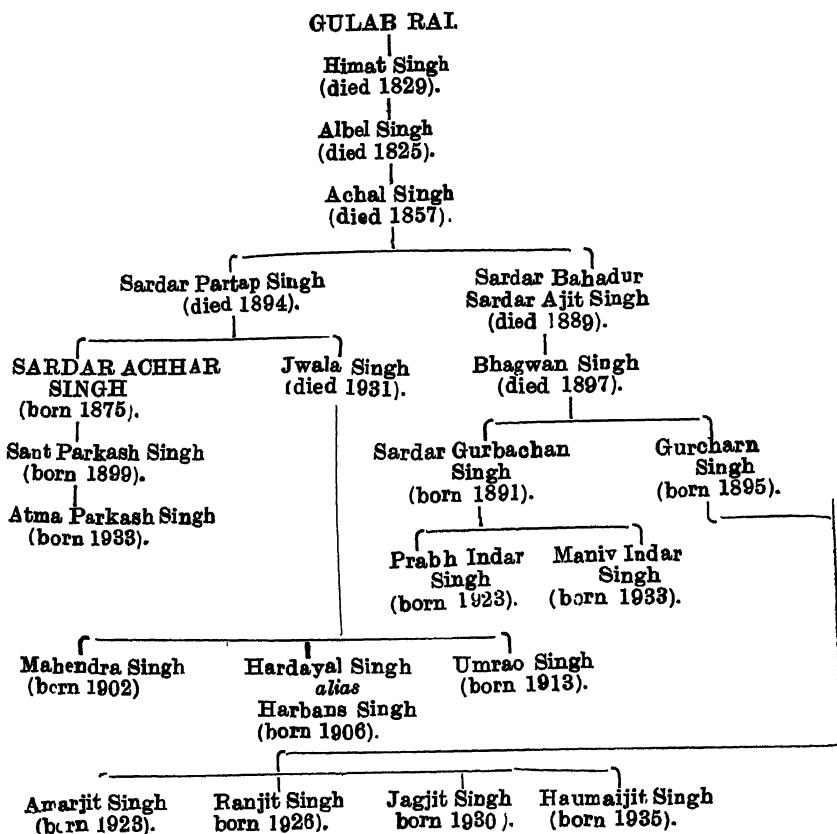 GULAB RAI.
Himat Singh
(died 1829).
Albel Singh
(died 1825).
Achal Singh
(died 1857).
Sardar Partap Singh
(died 1894).
Sardar Bahadur
Sardar Ajit Singh
(died 1889).
SARDAR ACHHAR
SINGH
(born 1875).
Jwala Singh
(died 1931).
Bhagwan Singh
(died 1897).
Sant Parkash Singh
(born 1899).
Sardar Gurbachan
Singh
(born 1891).
Gurcharn
Singh
(born 1895).
Atma Parkash Singh
(born 1933).
Prabh Indar
Singh
(born 1923).
Maniv Indar
Singh
(born 1933).
Mahendra Singh
(born 1902)
Hardayal Singh
alias
Harbans Singh
(born 1906).
Umrao Singh
(born 1913).
Amarjit Singh
(born 1923).
Ranjit Singh
born 1926).
Jagjit Singh
born 1930).
Haumaijit Singh
(born 1935).